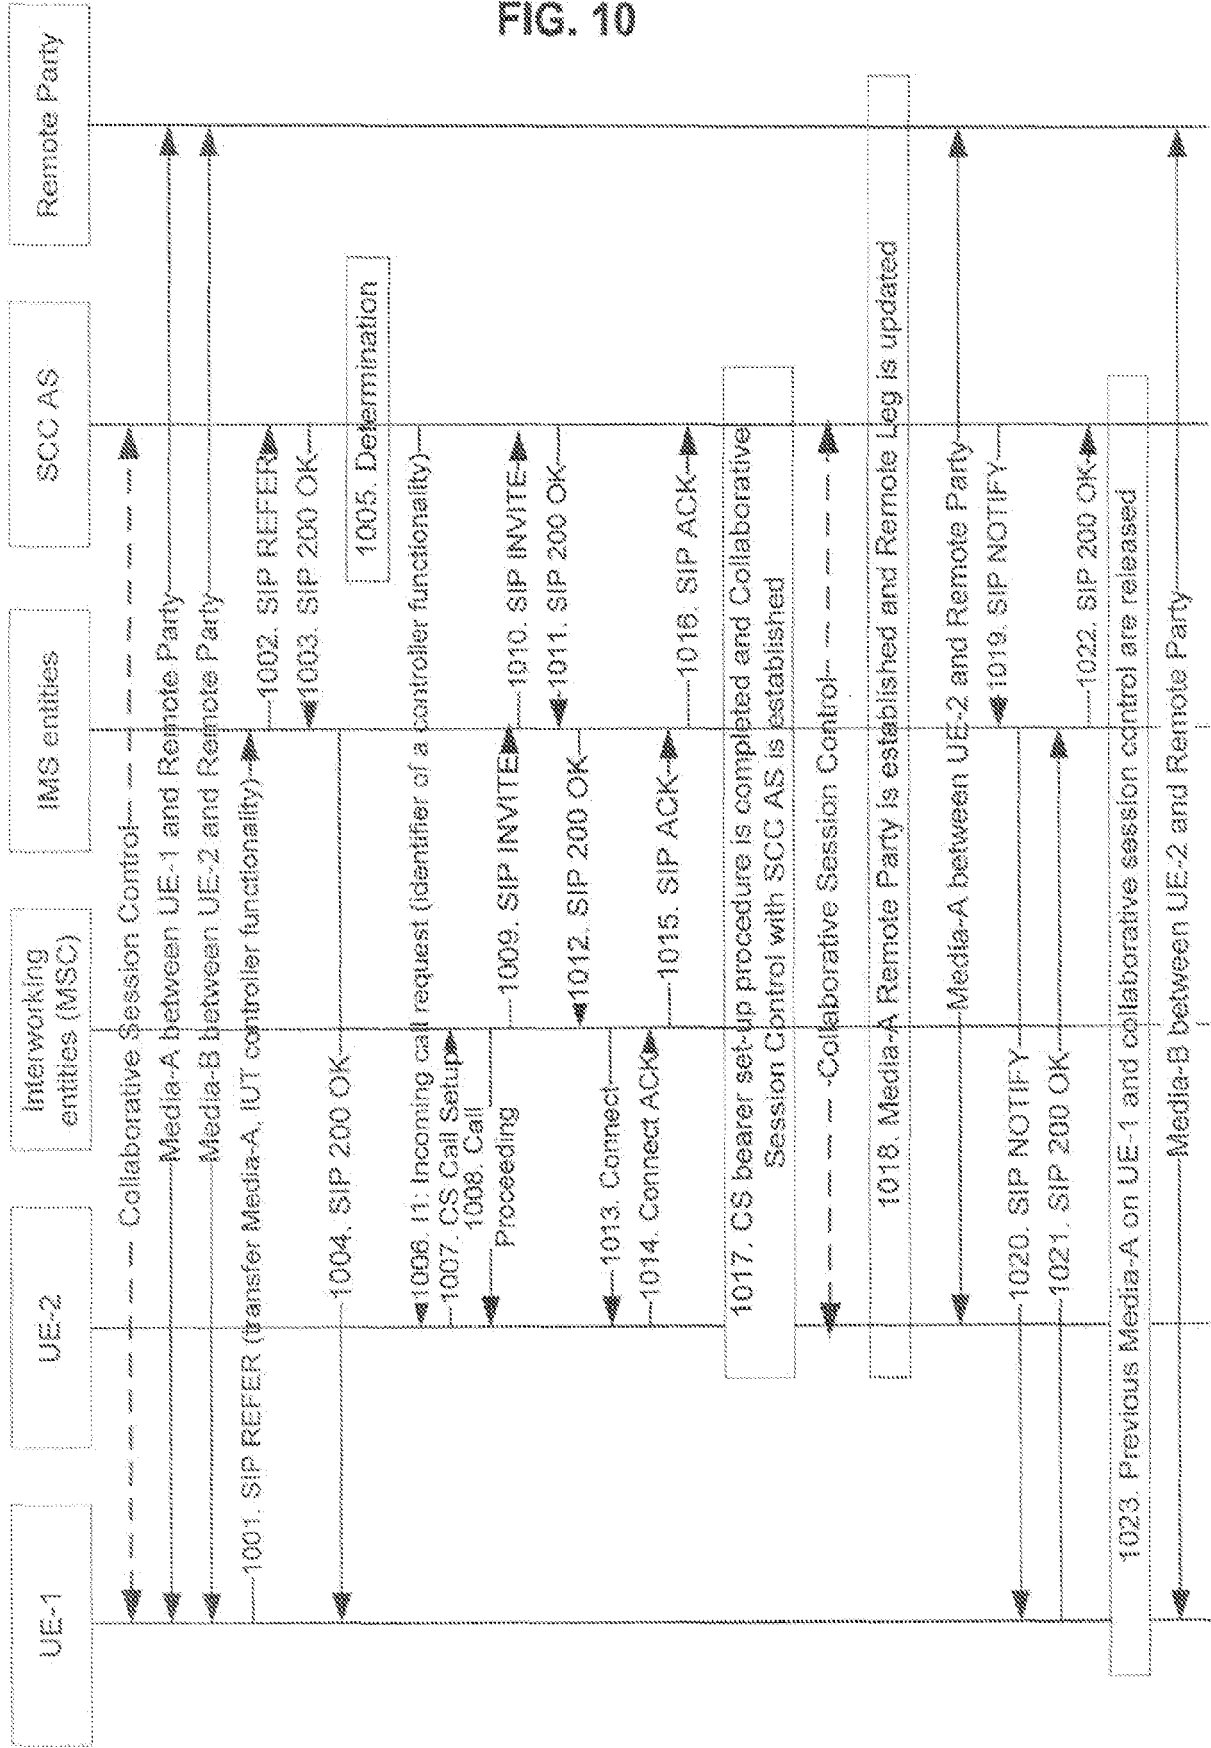 FIG. 10
UE-1
UE-2
Interworking
entities (MSC)
IMS entities
SCC AS
Remote Party
Collaborative Session Control
Media-A between UE-1 and Remote Party
Media-B between UE-2 and Remote Party
1001. SIP REFER (transfer Media-A, IUT controller functionality)
1002. SIP REFER
1003. SIP 200 OK
1004. SIP 200 OK
1005. Determination
1006. I1: Incoming call request (identifier of a controller functionality)
1007. CS Call Setup
1008. Call
Proceeding
1009. SIP INVITE
1010. SIP INVITE
1011. SIP 200 OK
1012. SIP 200 OK
1013. Connect
1014. Connect ACK
1015. SIP ACK
1016. SIP ACK
1017. CS bearer set-up procedure is completed and Collaborative
Session Control with SCC AS is established
Collaborative Session Control
1018. Media-A Remote Party is established and Remote Leg is updated
Media-A between UE-2 and Remote Party
1019. SIP NOTIFY
1020. SIP NOTIFY
1021. SIP 200 OK
1022. SIP 200 OK
1023. Previous Media-A on UE-1 and collaborative session control are released
Media-B between UE-2 and Remote Party